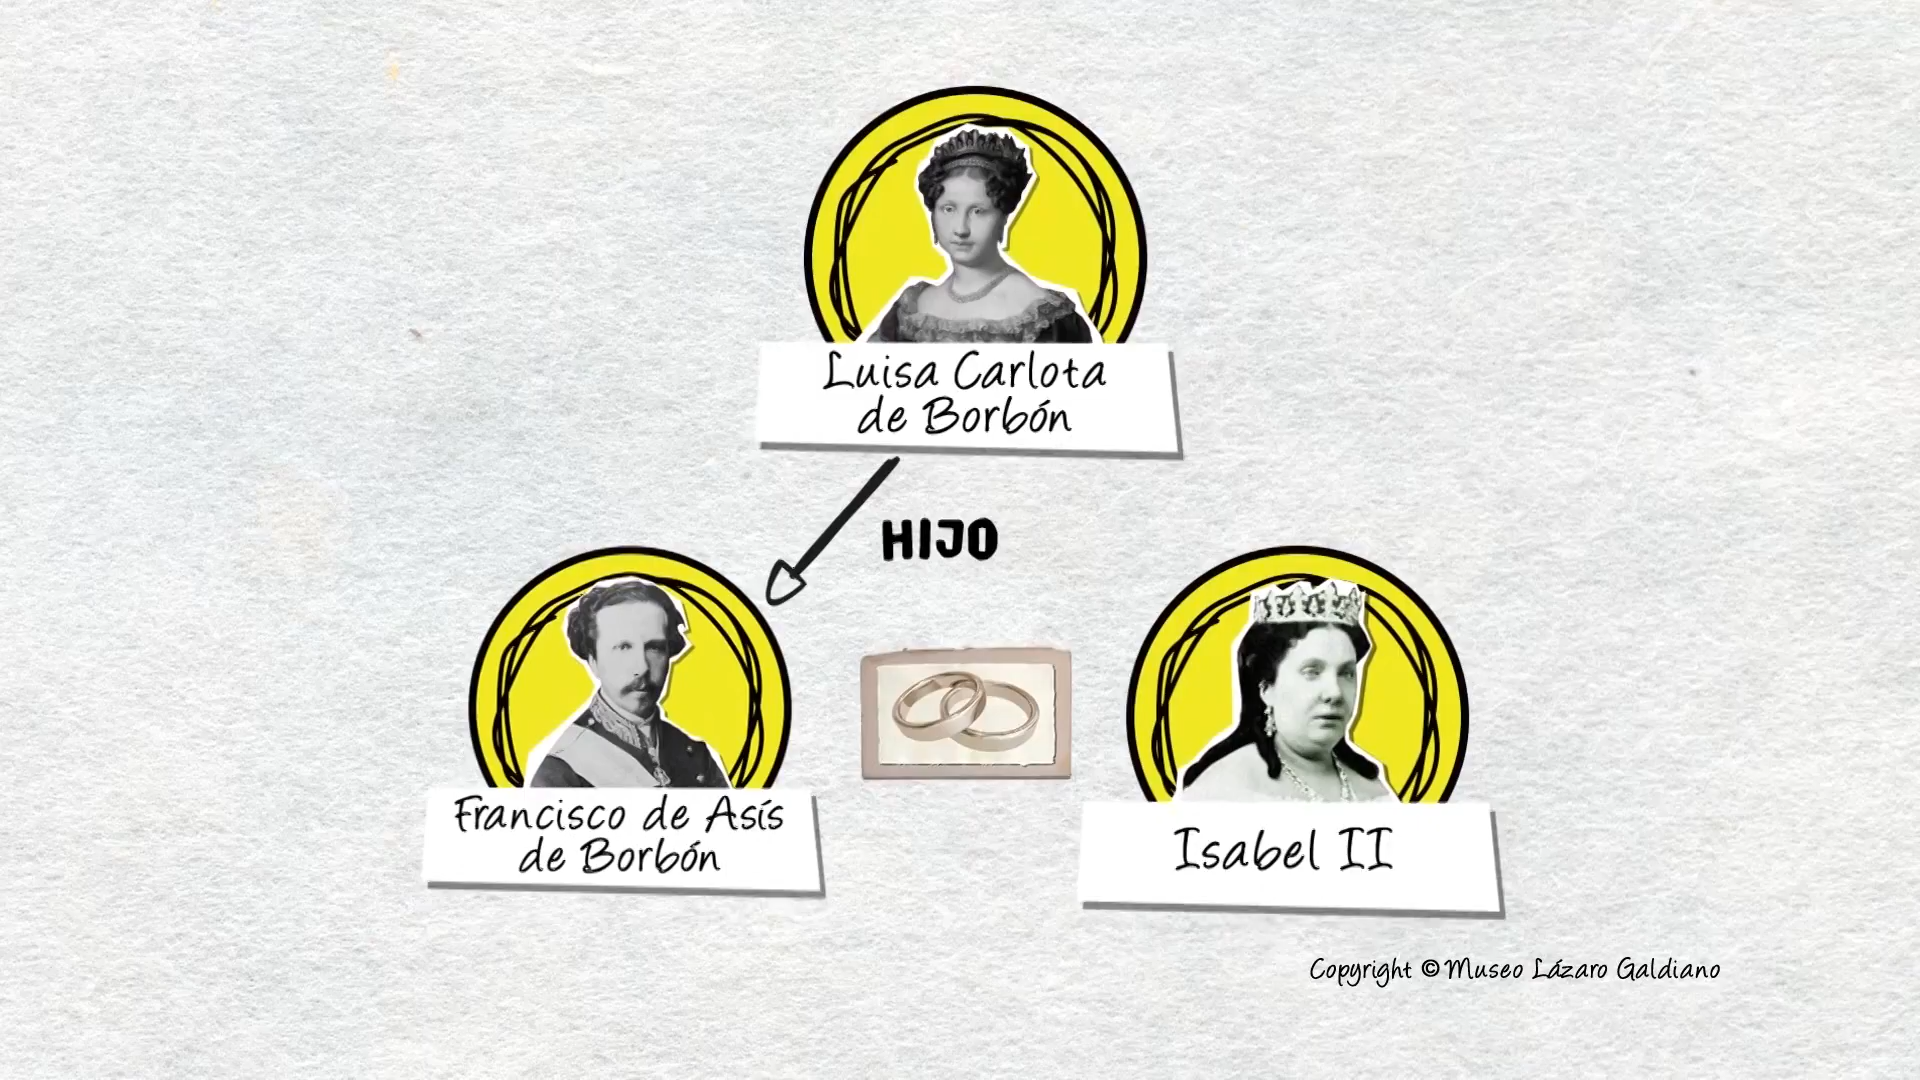 Luisa Carlota
de Borbón
HIJO
Francisco de Asís
de Borbón
Isabel II
Copyright © Museo Lázaro Galdiano